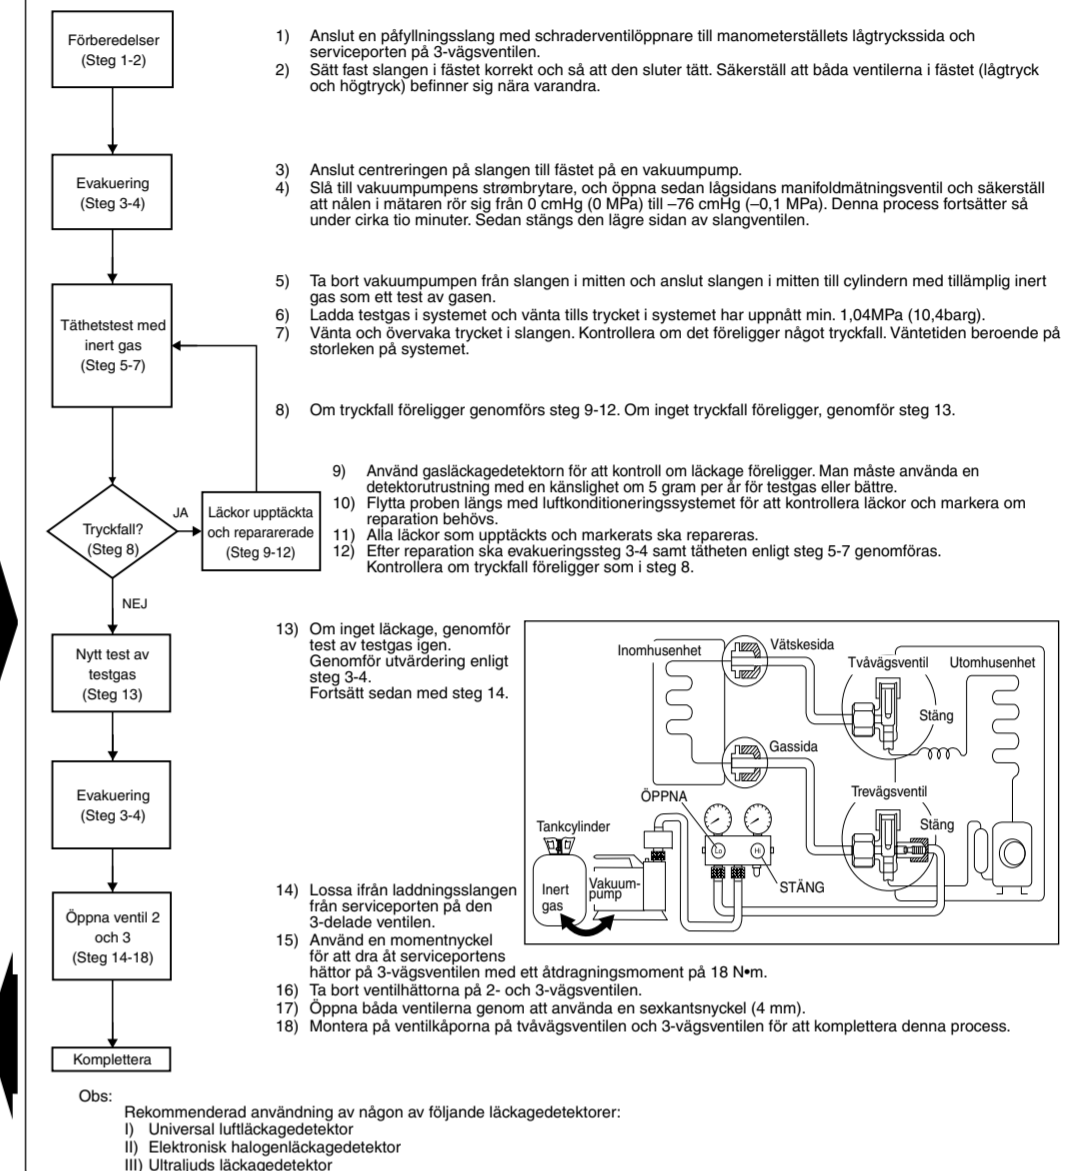 Förberedelser
(Steg 1-2)
1) Anslut en påfyllningsslang med schraderventilöppnare till manometerställets lågtryckssida och
serviceporten på 3-vägsventilen.
2) Sätt fast slangen i fästet korrekt och så att den sluter tätt. Säkerställ att båda ventilerna i fästet (lågtryck
och högtryck) befinner sig nära varandra.
Evakuering
(Steg 3-4)
3) Anslut centreringen på slangen till fästet på en vakuumpump.
4) Slå till vakuumpumpens strømbrytare, och öppna sedan lågsidans manifoldmätningsventil och säkerställ
att nålen i mätaren rör sig från 0 cmHg (0 MPa) till –76 cmHg (–0,1 MPa). Denna process fortsätter så
under cirka tio minuter. Sedan stängs den lägre sidan av slangventilen.
Täthetstest med
inert gas
(Steg 5-7)
5) Ta bort vakuumpumpen från slangen i mitten och anslut slangen i mitten till cylindern med tillämplig inert
gas som ett test av gasen.
6) Ladda testgas i systemet och vänta tills trycket i systemet har uppnått min. 1,04MPa (10,4barg).
7) Vänta och övervaka trycket i slangen. Kontrollera om det föreligger något tryckfall. Väntetiden beroende på
storleken på systemet.
8) Om tryckfall föreligger genomförs steg 9-12. Om inget tryckfall föreligger, genomför steg 13.
Tryckfall?
(Steg 8)
JA
Läckor upptäckta
och repararerade
(Steg 9-12)
9) Använd gasläckagedetektorn för att kontroll om läckage föreligger. Man måste använda en
detektorutrustning med en känslighet om 5 gram per år för testgas eller bättre.
10) Flytta proben längs med luftkonditioneringssystemet för att kontrollera läckor och markera om
reparation behövs.
11) Alla läckor som upptäckts och markerats ska repareras.
12) Efter reparation ska evakueringssteg 3-4 samt tätheten enligt steg 5-7 genomföras.
Kontrollera om tryckfall föreligger som i steg 8.
NEJ
Nytt test av
testgas
(Steg 13)
13) Om inget läckage, genomför
test av testgas igen.
Genomför utvärdering enligt
steg 3-4.
Fortsätt sedan med steg 14.
Inomhusenhet
Vätskesida
Tvåvägsventil
Utomhusenhet
Stäng
Gassida
ÖPPNA
Trevägsventil
Stäng
Tankcylinder
Lo
Hi
Inert
gas
Vakuum-
pump
STÄNG
Evakuering
(Steg 3-4)
Öppna ventil 2
och 3
(Steg 14-18)
14) Lossa ifrån laddningsslangen
från serviceporten på den
3-delade ventilen.
15) Använd en momentnyckel
för att dra åt serviceportens
hättor på 3-vägsventilen med ett åtdragningsmoment på 18 N•m.
16) Ta bort ventilhättorna på 2- och 3-vägsventilen.
17) Öppna båda ventilerna genom att använda en sexkantsnyckel (4 mm).
18) Montera på ventilkåporna på tvåvägsventilen och 3-vägsventilen för att komplettera denna process.
Komplettera
Obs:
Rekommenderad användning av någon av följande läckagedetektorer:
I) Universal luftläckagedetektor
II) Elektronisk halogenläckagedetektor
III) Ultraljuds läckagedetektor